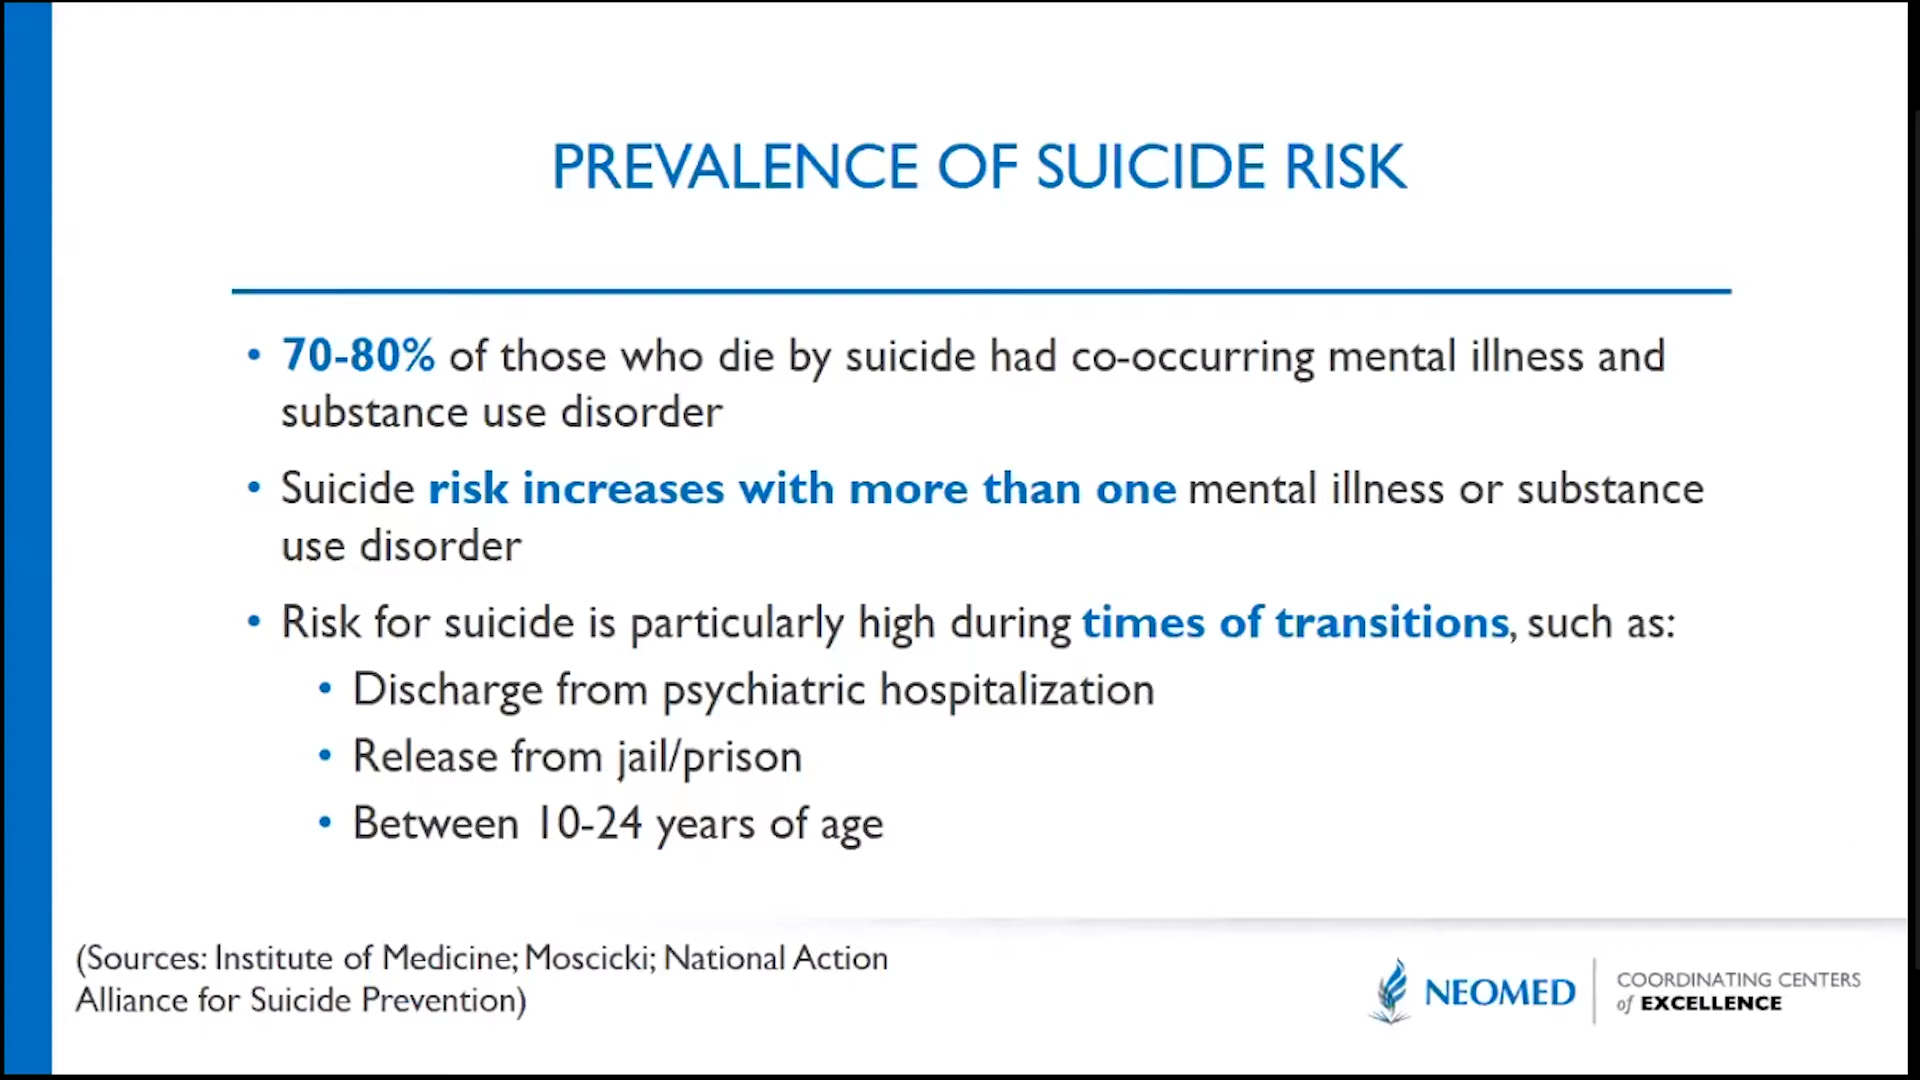 PREVALENCE OF SUICIDE RISK
• 70-80% of those who die by suicide had co-occurring mental illness and
substance use disorder
• Suicide risk increases with more than one mental illness or substance
use disorder
• Risk for suicide is particularly high during times of transitions, such as:
• Discharge from psychiatric hospitalization
• Release from jail/prison
• Between 10-24 years of age
(Sources: Institute of Medicine; Moscicki; National Action
Alliance for Suicide Prevention)
NEOMED
COORDINATING CENTERS
of EXCELLENCE